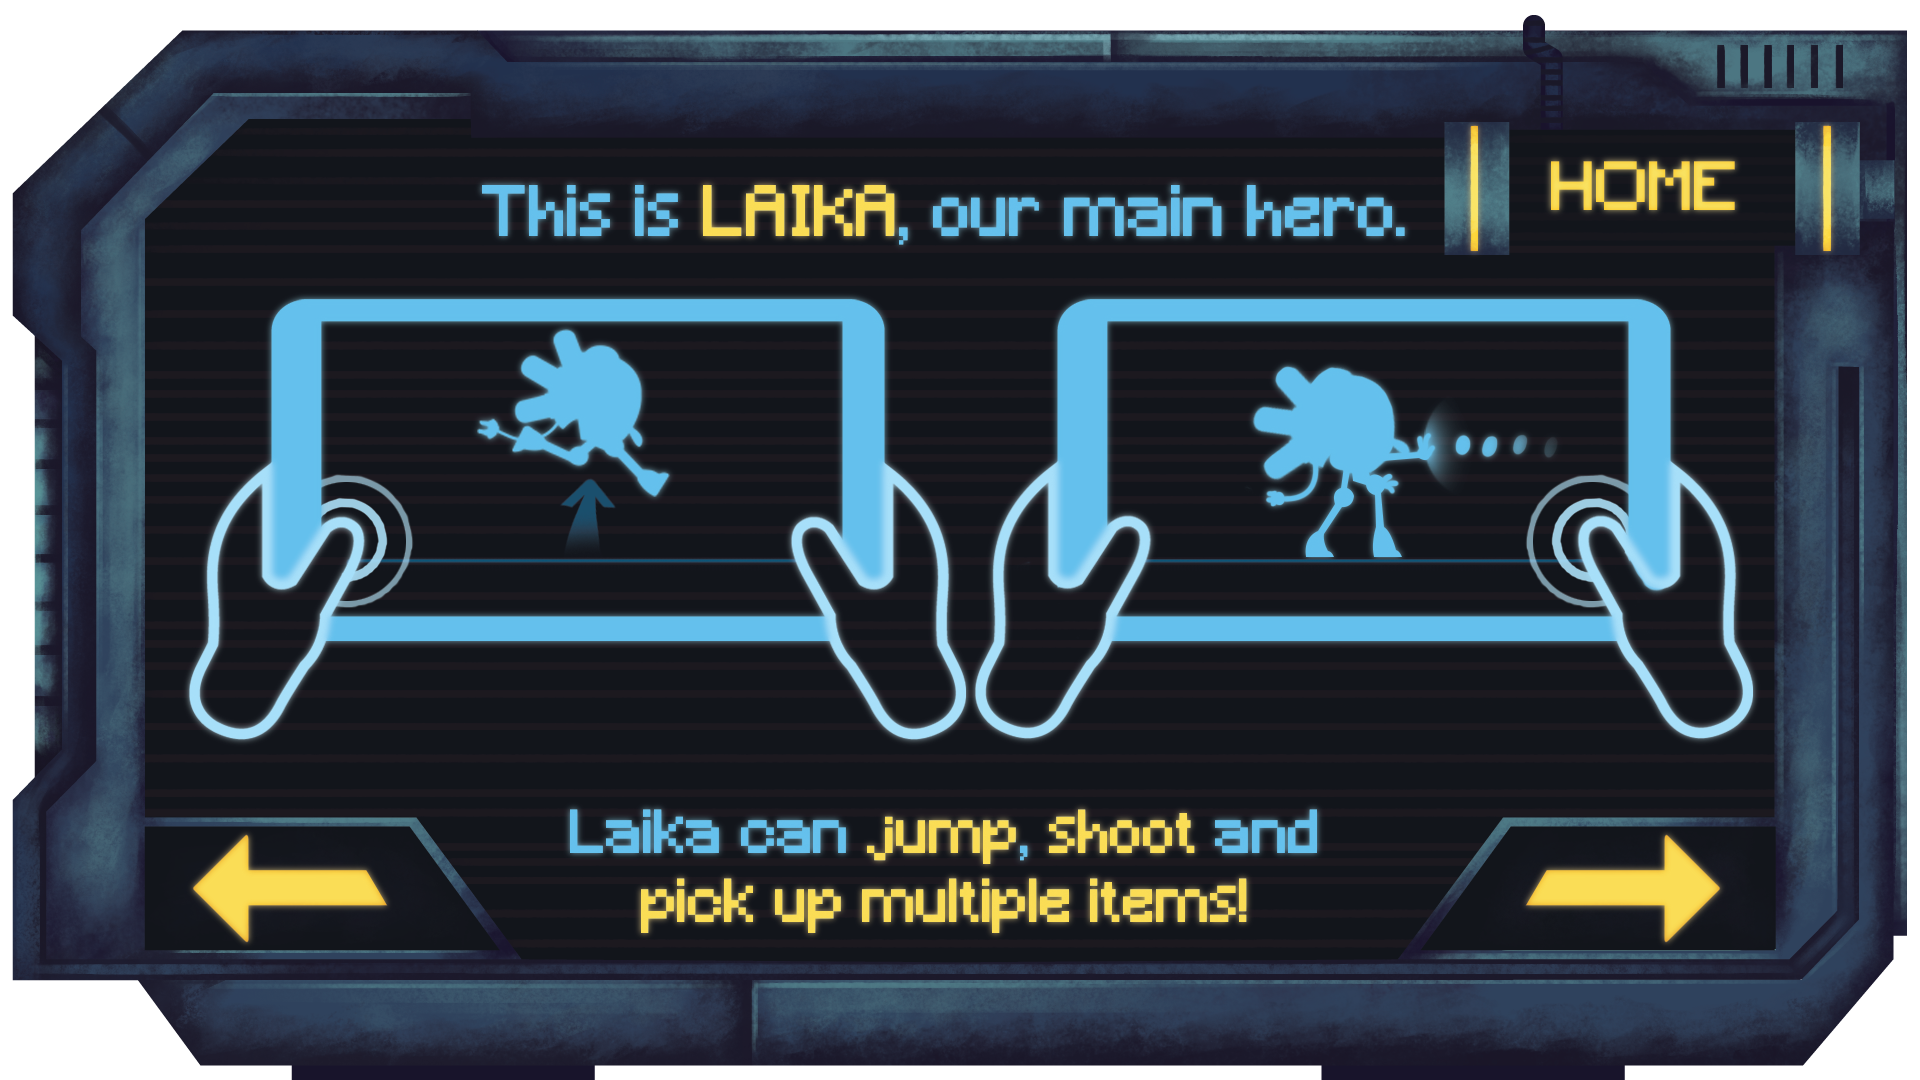 This is LAIKA, our main hero.
HOME
Laika can jump, shoot and
pick up multiple items!